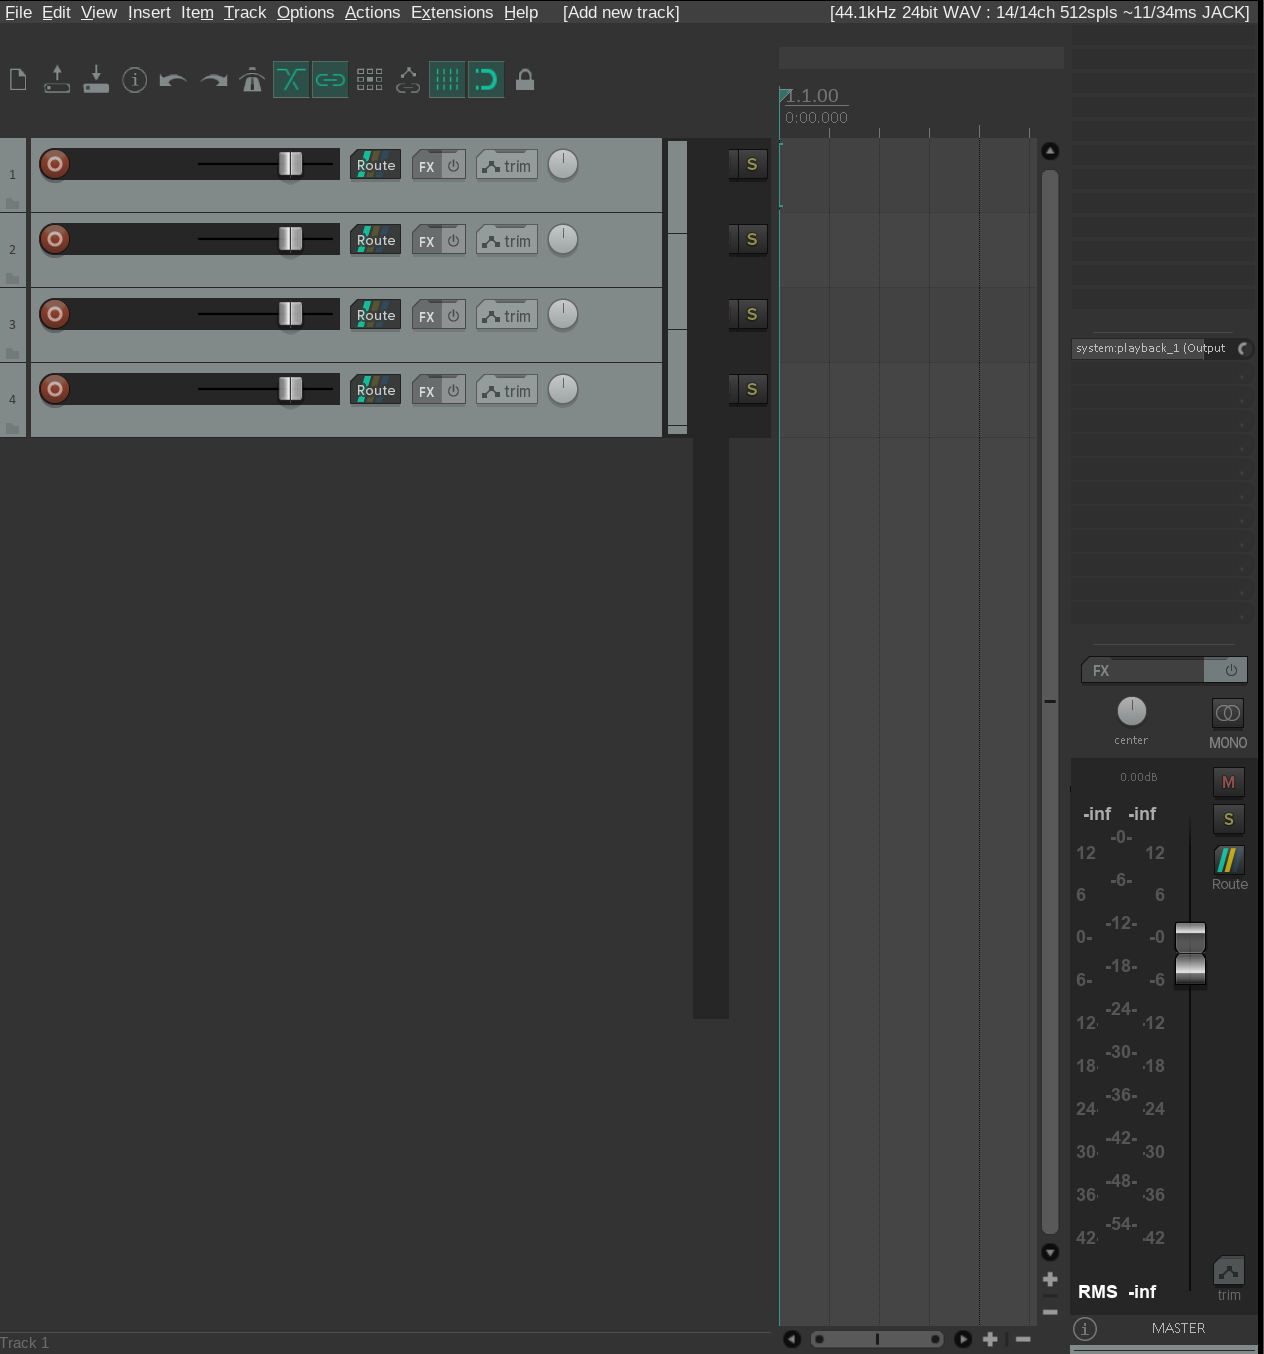 File Edit View Insert Item Track Options Actions Extensions Help [Add new track] [44.1kHz 24bit WAV : 14/14ch 512spls ~11/34ms JACK]
1.1.00
0:00.000
1 Route FX trim S
2 Route FX trim S
3 Route FX trim S
4 Route FX trim S
system:playback_1 (Output
FX
center MONO
0.00dB M
-inf -inf S
-0-
12 12
Route
-6-
6 6
-12-
0- -0
-18-
6- -6
-24-
12- -12
-30-
18- -18
-36-
24- -24
-42-
30- -30
-48-
36- -36
-54-
42- -42
RMS -inf trim
MASTER
Track 1